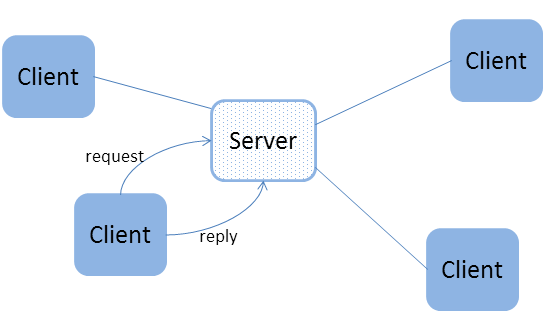 Client
Client
Server
request
Client
reply
Client